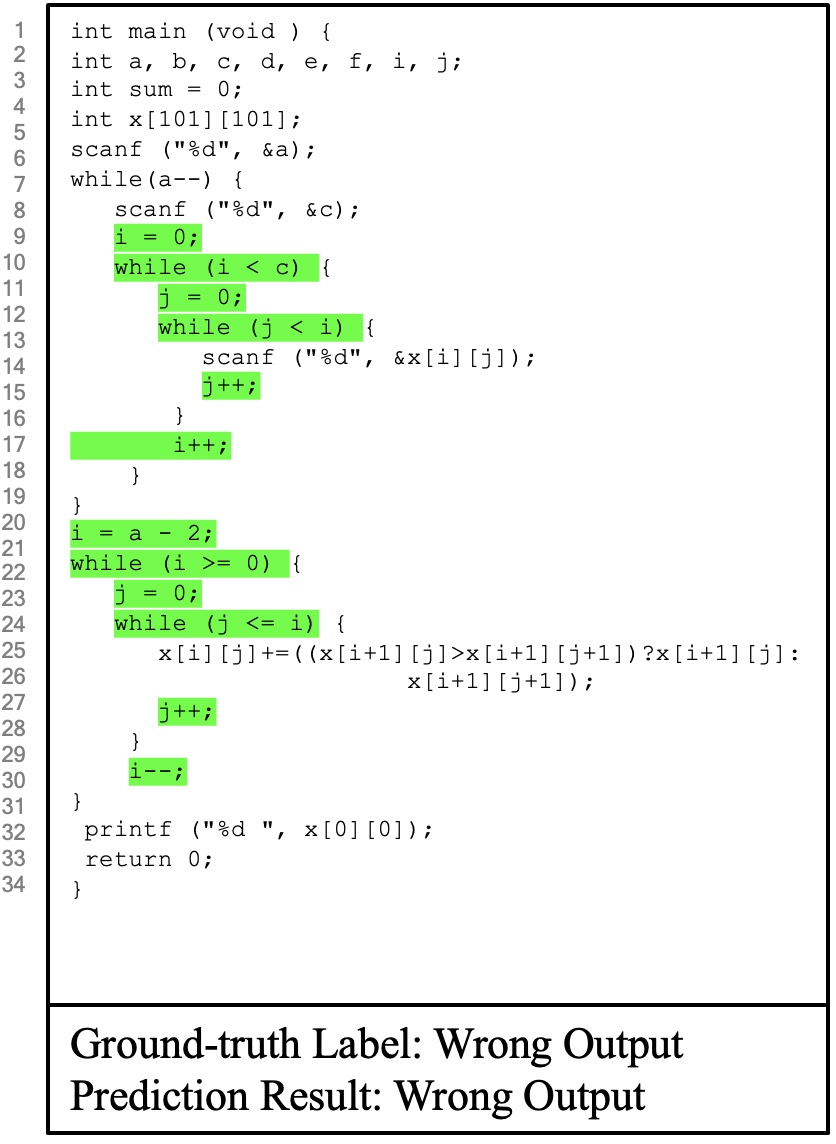 1 int main (void ) {
2 int a, b, c, d, e, f, i, j;
3 int sum = 0;
4 int x[101][101];
5 scanf ("%d", &a);
6 while(a--) {
7 scanf ("%d", &c);
8 i = 0;
9 while (i < c) {
10 j = 0;
11 while (j < i) {
12 scanf ("%d", &x[i][j]);
13 j++;
14 }
15 i++;
16 }
17 }
18 i = a - 2;
19 while (i >= 0) {
20 j = 0;
21 while (j <= i) {
22 x[i][j]+=((x[i+1][j]>x[i+1][j+1])?x[i+1][j]:
23 x[i+1][j+1]);
24 j++;
25 }
26 i--;
27 }
28 printf ("%d ", x[0][0]);
29 return 0;
30 }
31
32
33
34
Ground-truth Label: Wrong Output
Prediction Result: Wrong Output